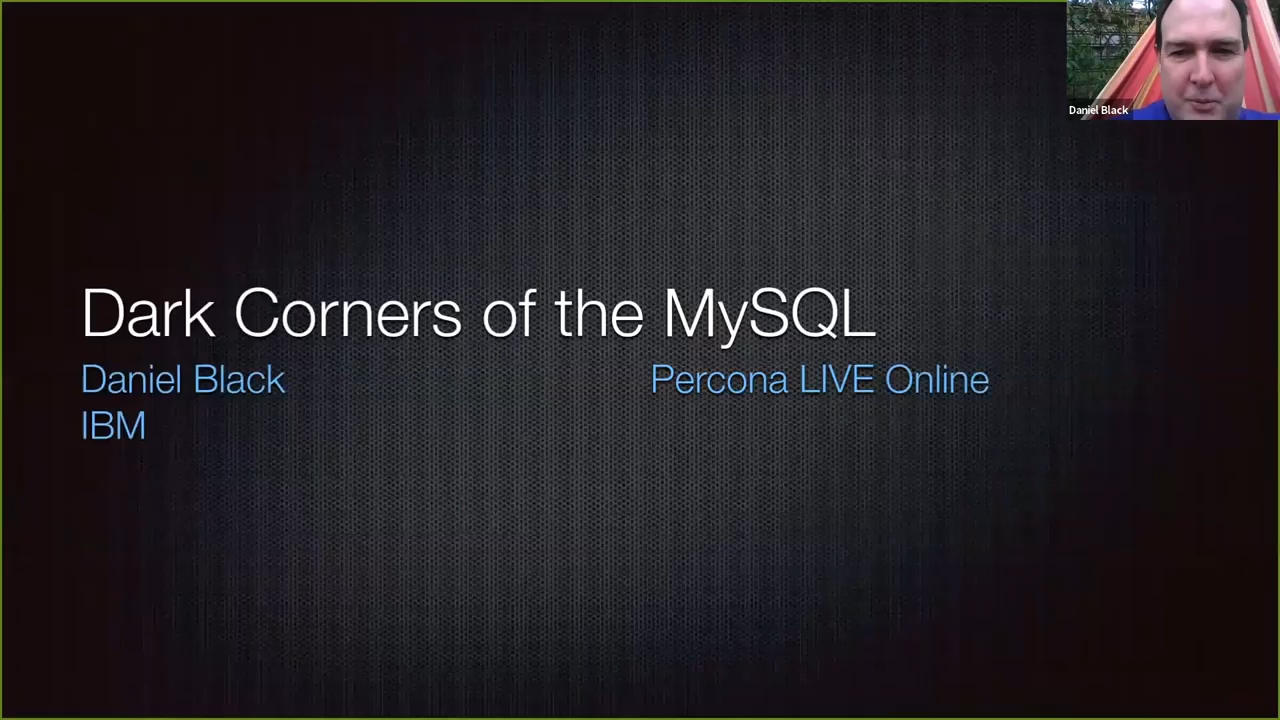 Daniel Black
Dark Corners of the MySQL
Daniel Black
Percona LIVE Online
IBM